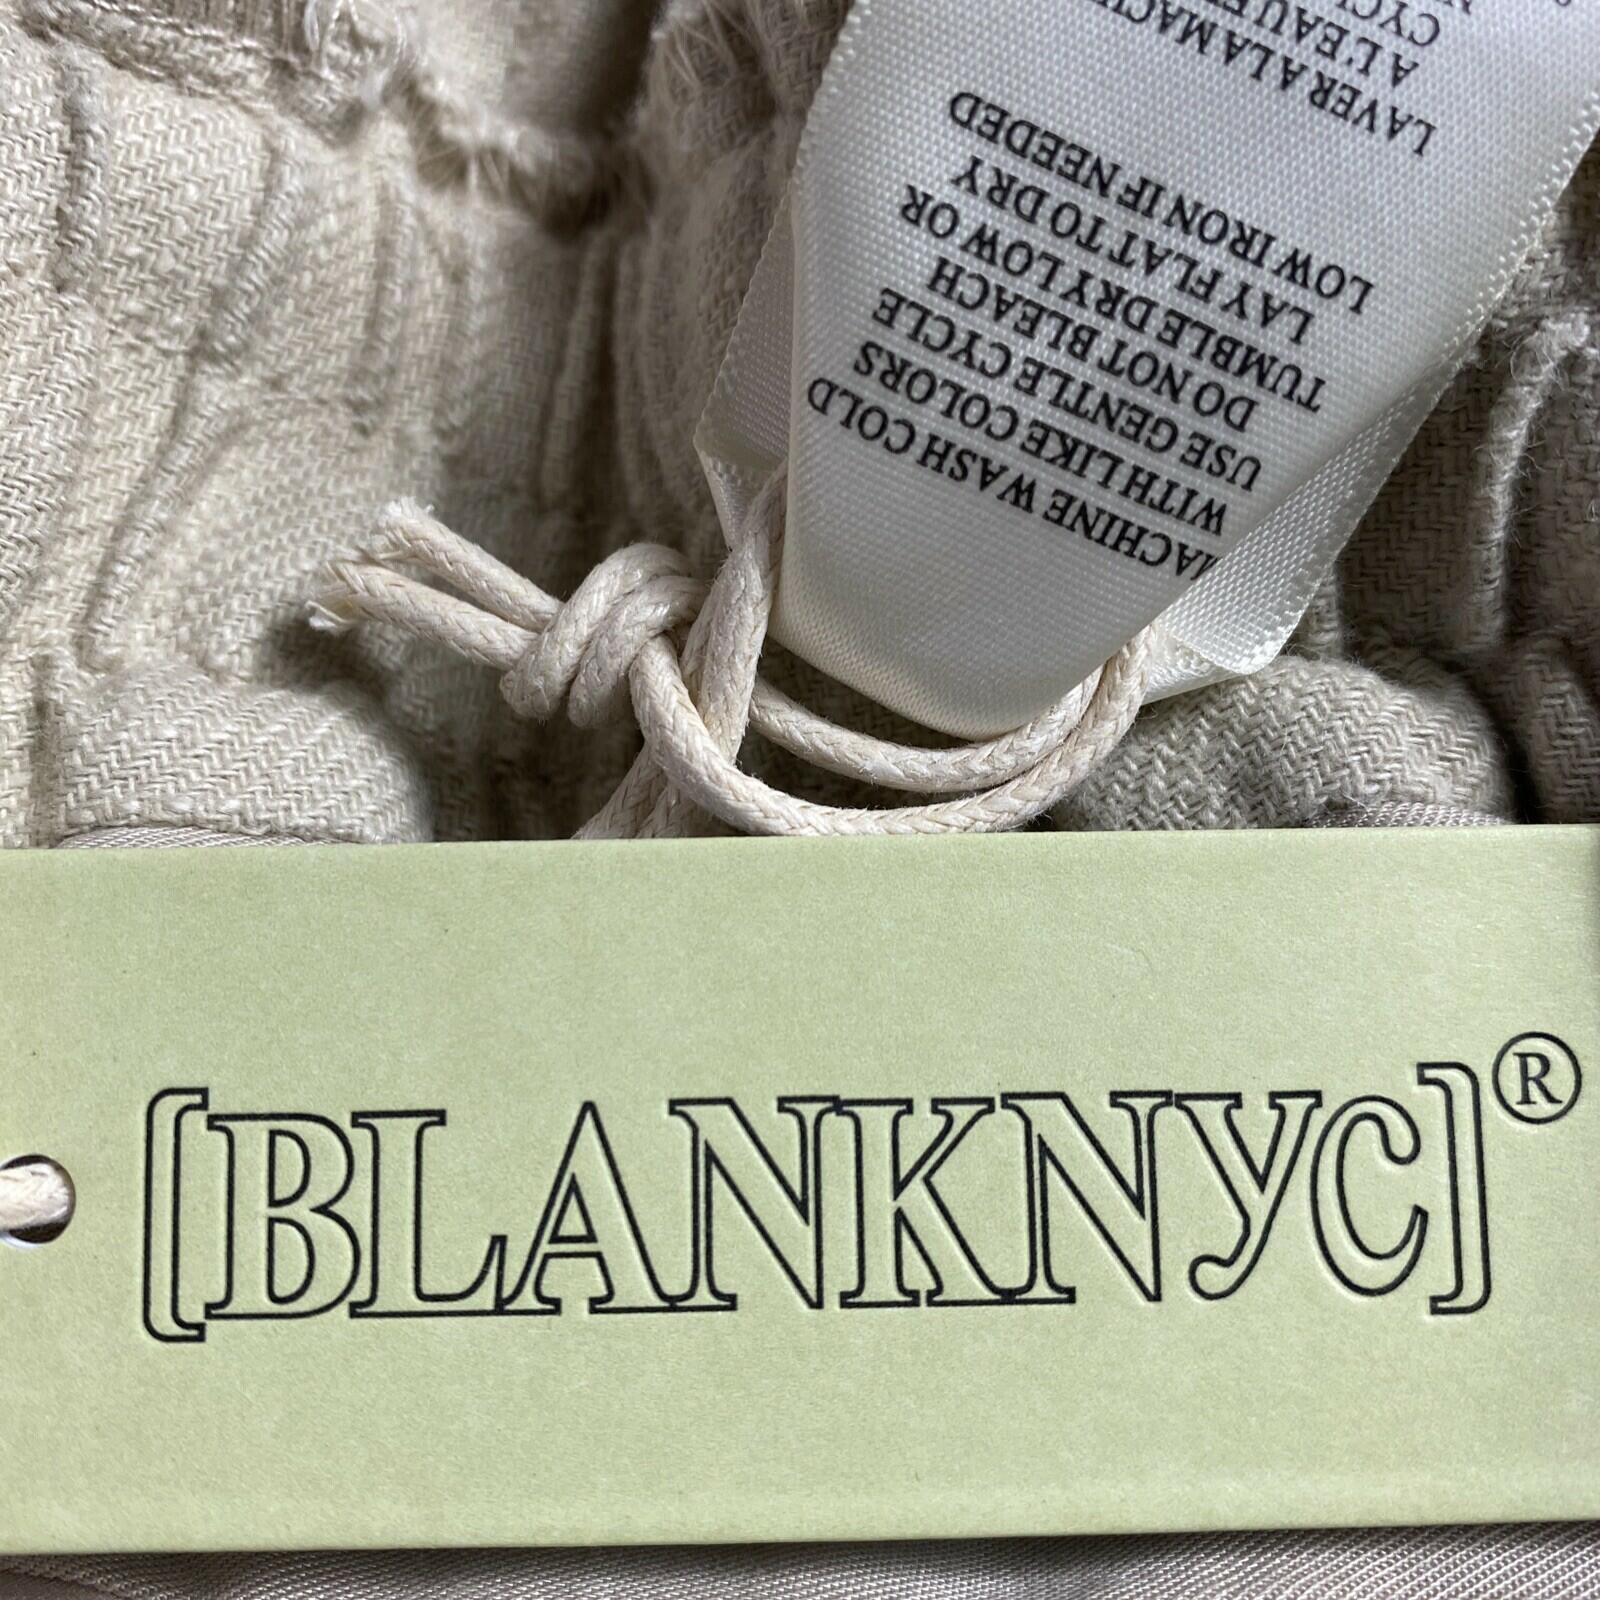 MACHINE WASH COLD
WITH LIKE COLORS
USE GENTLE CYCLE
DO NOT BLEACH
TUMBLE DRY LOW OR
LAY FLAT TO DRY
LOW IRON IF NEEDED
LAVER A LA MACH
A L'EAU F
CYCL
[BLANKNYC]®